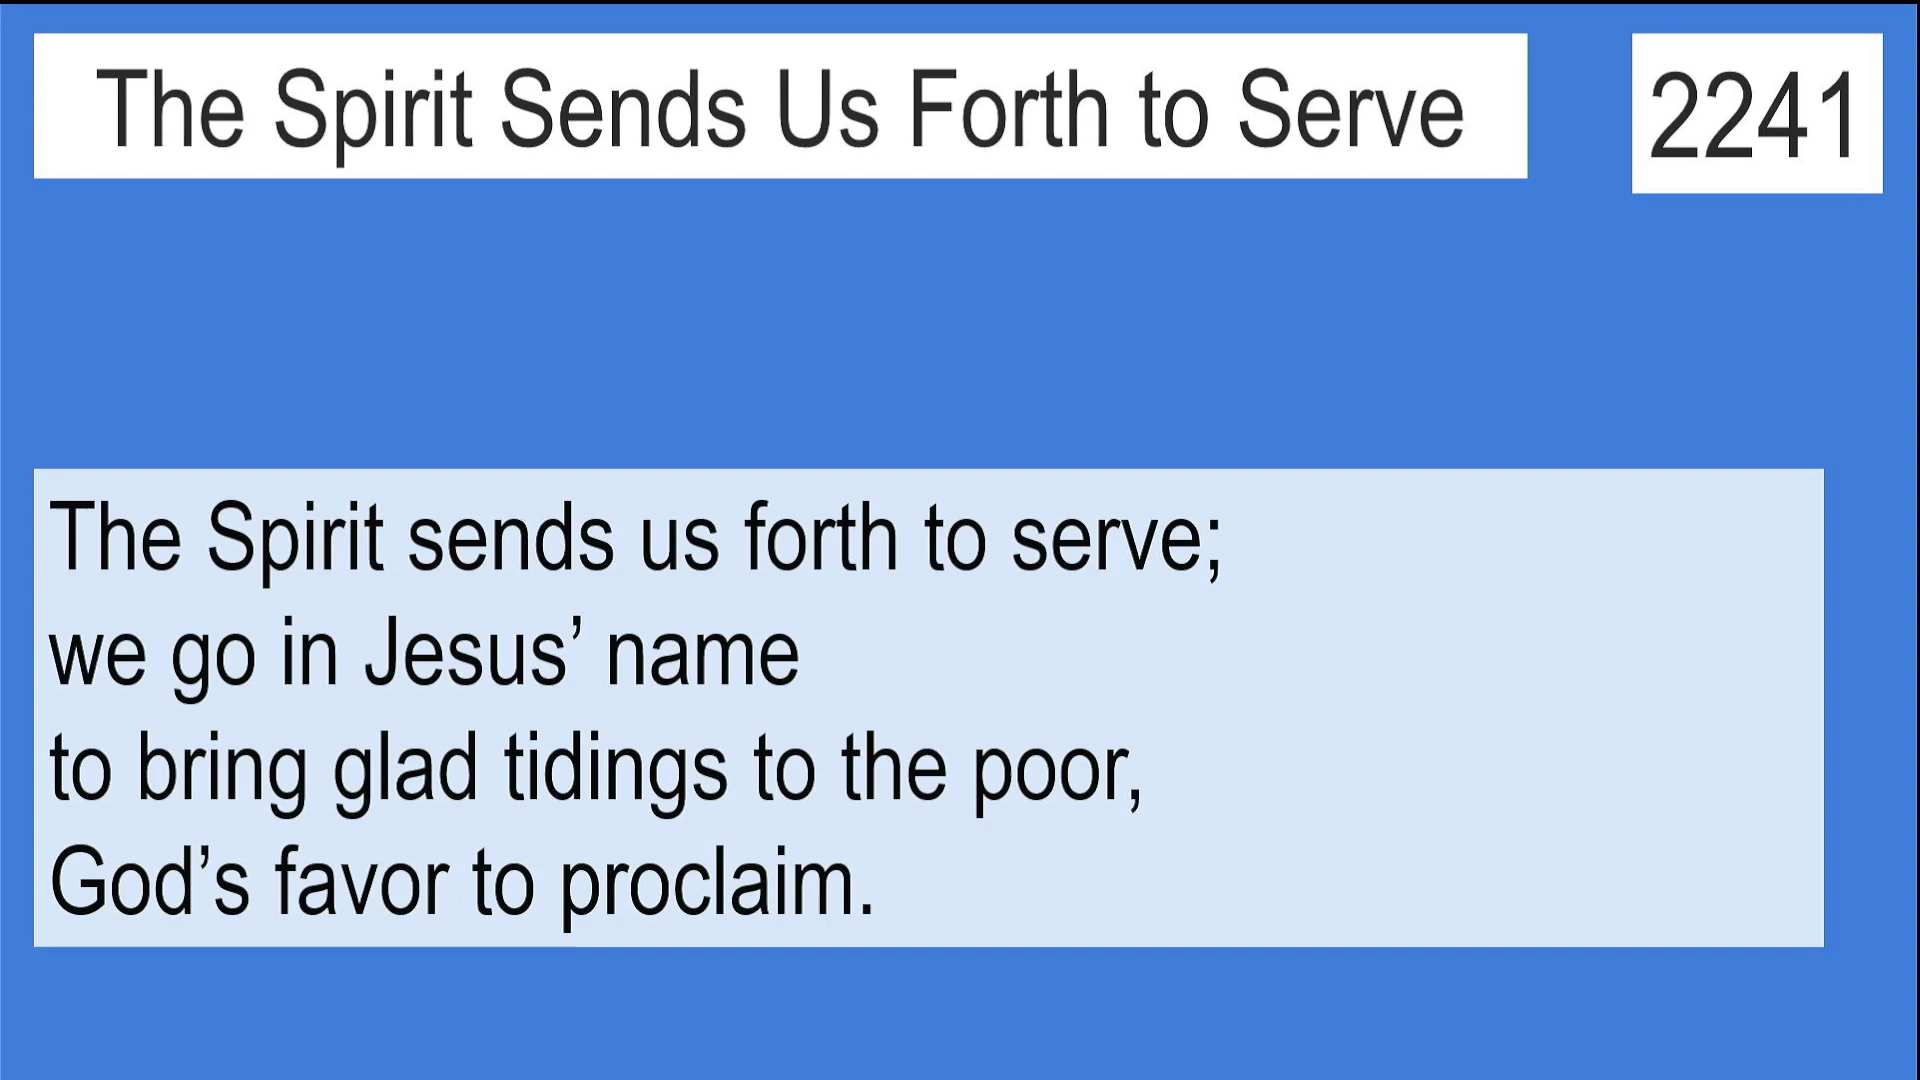 The Spirit Sends Us Forth to Serve
2241
The Spirit sends us forth to serve;
we go in Jesus’ name
to bring glad tidings to the poor,
God’s favor to proclaim.